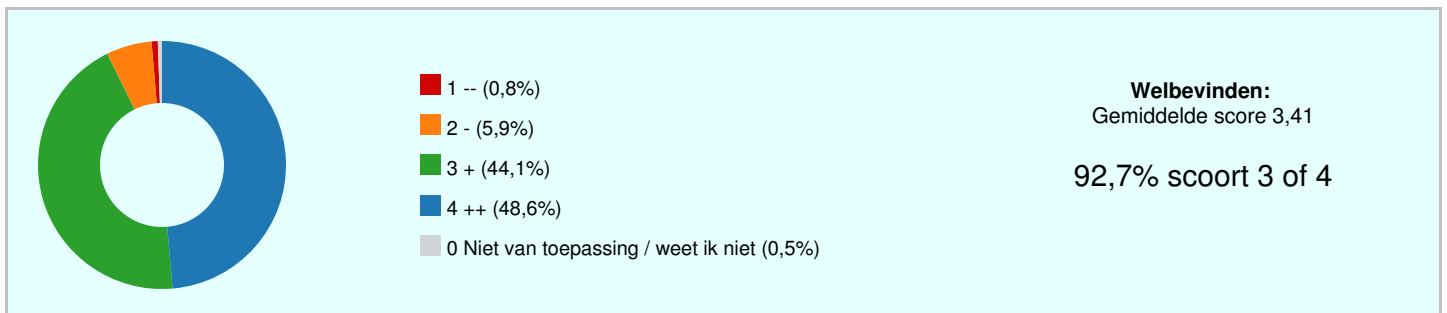 1 -- (0,8%)
2 - (5,9%)
3 + (44,1%)
4 ++ (48,6%)
0 Niet van toepassing / weet ik niet (0,5%)
Welbevinden:
Gemiddelde score 3,41
92,7% scoort 3 of 4